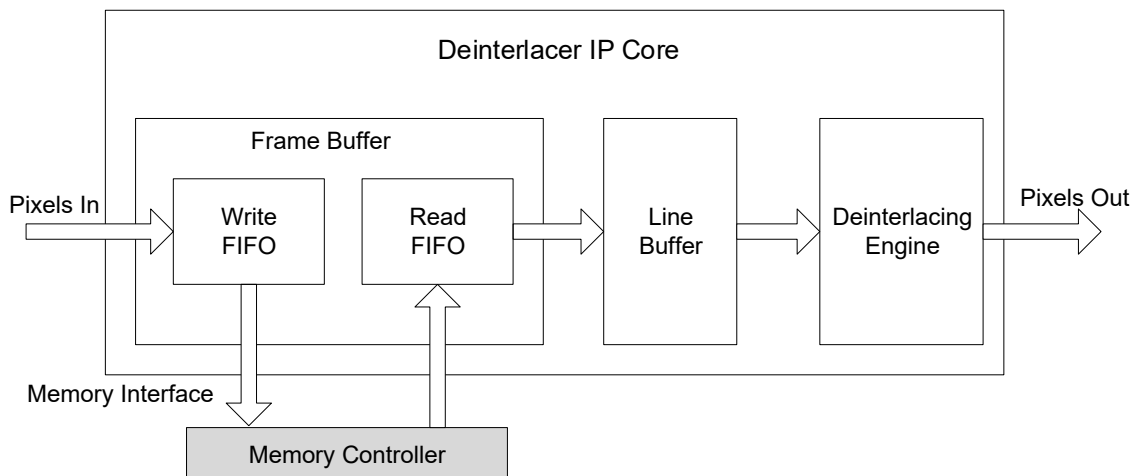 Deinterlacer IP Core
Frame Buffer
Pixels In
Write
FIFO
Read
FIFO
Line
Buffer
Deinterlacing
Engine
Pixels Out
Memory Interface
Memory Controller